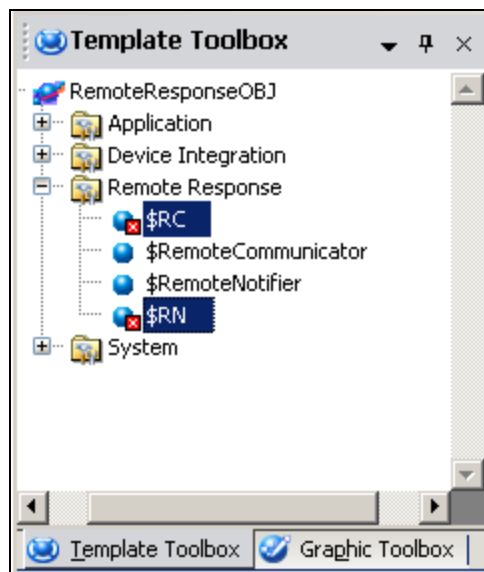 Template Toolbox
RemoteResponseOBJ
Application
Device Integration
Remote Response
$RC
$RemoteCommunicator
$RemoteNotifier
$RN
System
Template Toolbox Graphic Toolbox